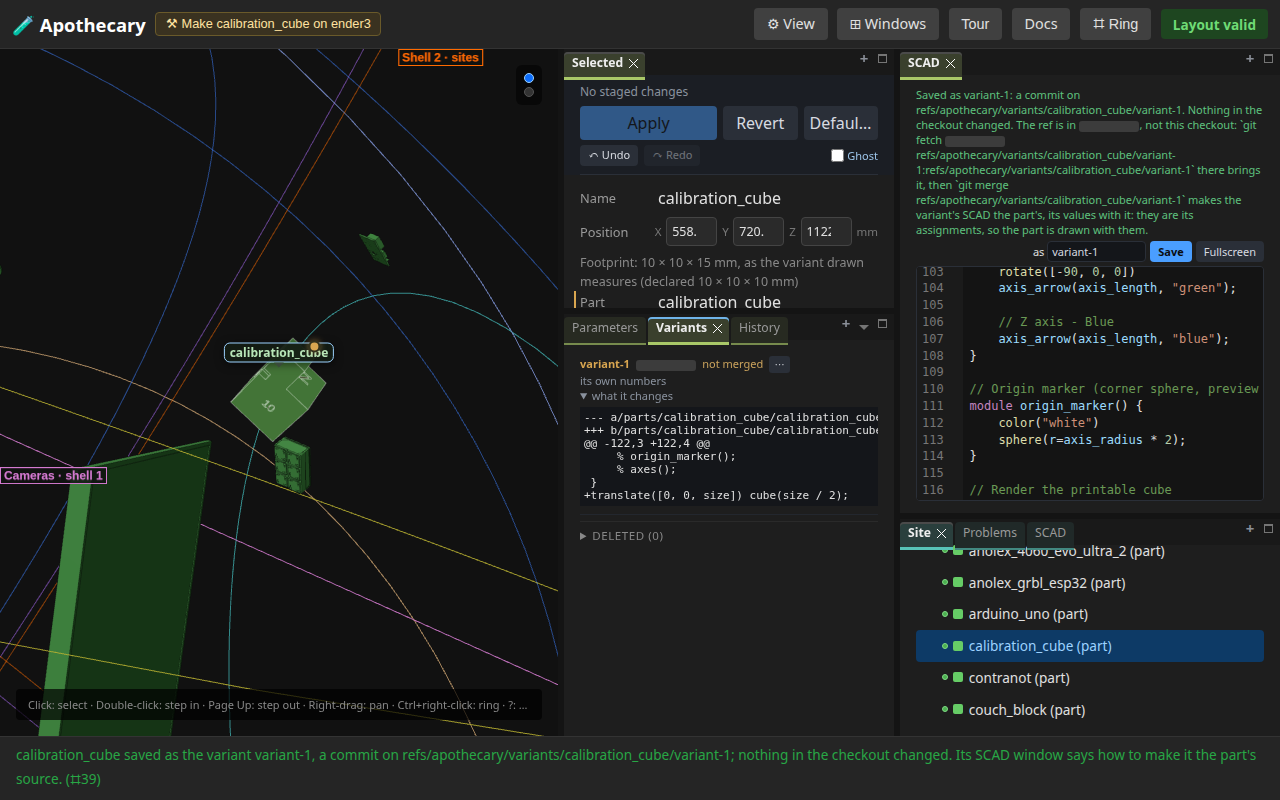 Apothecary
⚒ Make calibration_cube on ender3
⚙ View
⊞ Windows
Tour
Docs
⌗ Ring
Layout valid
Shell 2 · sites
calibration_cube
10
Cameras · shell 1
Click: select · Double-click: step in · Page Up: step out · Right-drag: pan · Ctrl+right-click: ring · ?: ...
Selected
No staged changes
Apply
Revert
Defaul...
↶ Undo
↷ Redo
Ghost
Name calibration_cube
Position X 558. Y 720. Z 1122 mm
Footprint: 10 × 10 × 15 mm, as the variant drawn
measures (declared 10 × 10 × 10 mm)
Part calibration_cube
Parameters
Variants
History
variant-1 not merged ...
its own numbers
▼ what it changes
--- a/parts/calibration_cube/calibration_cube
+++ b/parts/calibration_cube/calibration_cube
@@ -122,3 +122,4 @@
% origin_marker();
% axes();
}
+translate([0, 0, size]) cube(size / 2);
▶ DELETED (0)
SCAD
Saved as variant-1: a commit on
refs/apothecary/variants/calibration_cube/variant-1. Nothing in the
checkout changed. The ref is in , not this checkout: `git
fetch
refs/apothecary/variants/calibration_cube/variant-
1:refs/apothecary/variants/calibration_cube/variant-1` there brings
it, then `git merge
refs/apothecary/variants/calibration_cube/variant-1` makes the
variant's SCAD the part's, its values with it: they are its
assignments, so the part is drawn with them.
as variant-1 Save Fullscreen
103 rotate([-90, 0, 0])
104 axis_arrow(axis_length, "green");
105
106 // Z axis - Blue
107 axis_arrow(axis_length, "blue");
108 }
109
110 // Origin marker (corner sphere, preview
111 module origin_marker() {
112 color("white")
113 sphere(r=axis_radius * 2);
114 }
115
116 // Render the printable cube
Site
Problems
SCAD
anolex_4060_evo_ultra_2 (part)
anolex_grbl_esp32 (part)
arduino_uno (part)
calibration_cube (part)
contranot (part)
couch_block (part)
calibration_cube saved as the variant variant-1, a commit on refs/apothecary/variants/calibration_cube/variant-1; nothing in the checkout changed. Its SCAD window says how to make it the part's
source. (⌗39)